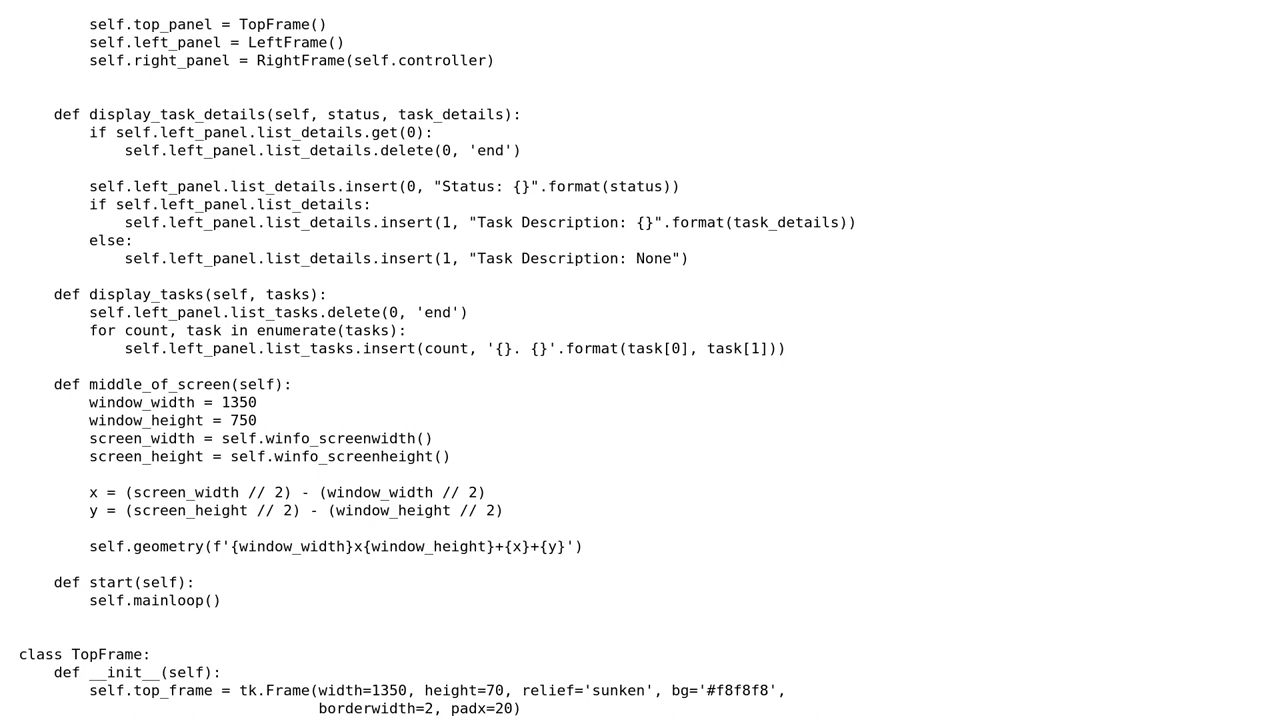 self.top_panel = TopFrame()
        self.left_panel = LeftFrame()
        self.right_panel = RightFrame(self.controller)


    def display_task_details(self, status, task_details):
        if self.left_panel.list_details.get(0):
            self.left_panel.list_details.delete(0, 'end')

        self.left_panel.list_details.insert(0, "Status: {}".format(status))
        if self.left_panel.list_details:
            self.left_panel.list_details.insert(1, "Task Description: {}".format(task_details))
        else:
            self.left_panel.list_details.insert(1, "Task Description: None")

    def display_tasks(self, tasks):
        self.left_panel.list_tasks.delete(0, 'end')
        for count, task in enumerate(tasks):
            self.left_panel.list_tasks.insert(count, '{}. {}'.format(task[0], task[1]))

    def middle_of_screen(self):
        window_width = 1350
        window_height = 750
        screen_width = self.winfo_screenwidth()
        screen_height = self.winfo_screenheight()

        x = (screen_width // 2) - (window_width // 2)
        y = (screen_height // 2) - (window_height // 2)

        self.geometry(f'{window_width}x{window_height}+{x}+{y}')

    def start(self):
        self.mainloop()


class TopFrame:
    def __init__(self):
        self.top_frame = tk.Frame(width=1350, height=70, relief='sunken', bg='#f8f8f8',
                                  borderwidth=2, padx=20)